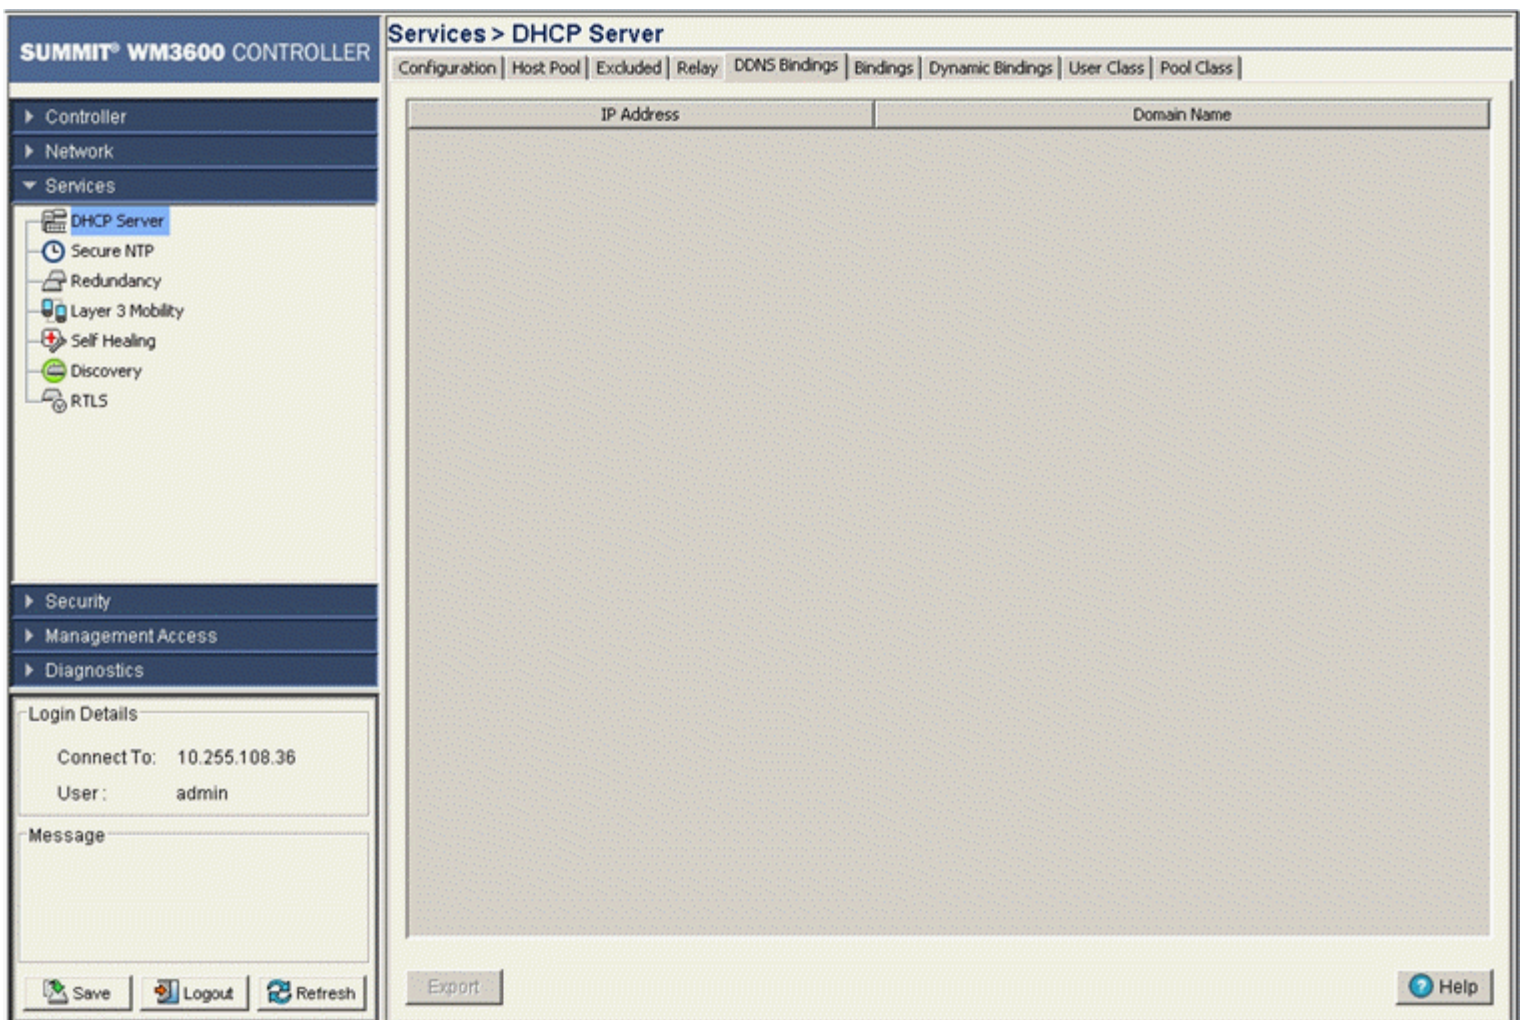 SUMMIT® WM3600 CONTROLLER
Services > DHCP Server
Configuration Host Pool Excluded Relay DDNS Bindings Bindings Dynamic Bindings User Class Pool Class
IP Address Domain Name
Controller
Network
Services
DHCP Server
Secure NTP
Redundancy
Layer 3 Mobility
Self Healing
Discovery
RTLS
Security
Management Access
Diagnostics
Login Details
Connect To: 10.255.108.36
User : admin
Message
Save Logout Refresh
Export Help